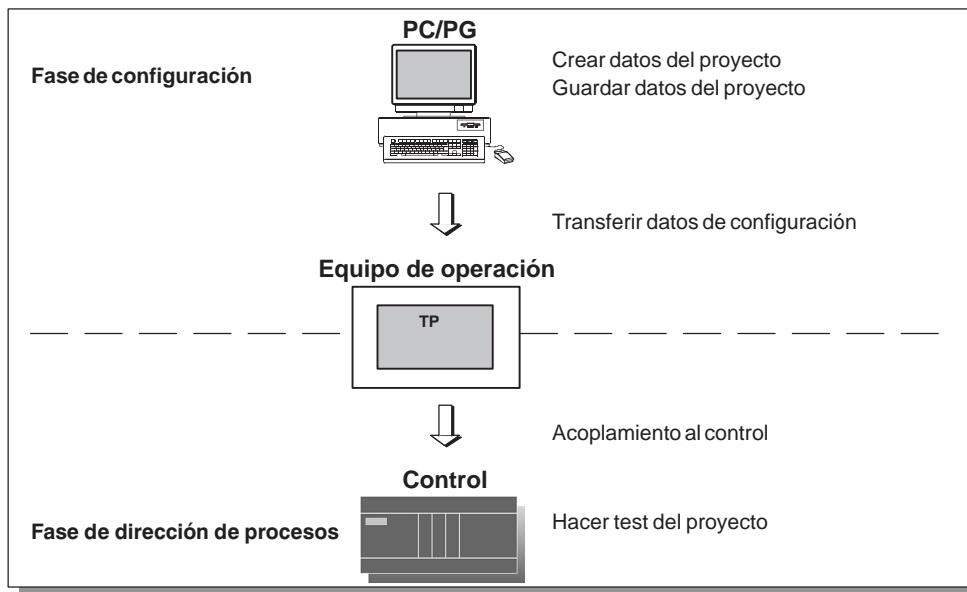 PC/PG
Fase de configuración
Crear datos del proyecto
Guardar datos del proyecto
Transferir datos de configuración
Equipo de operación
TP
Acoplamiento al control
Control
Fase de dirección de procesos
Hacer test del proyecto